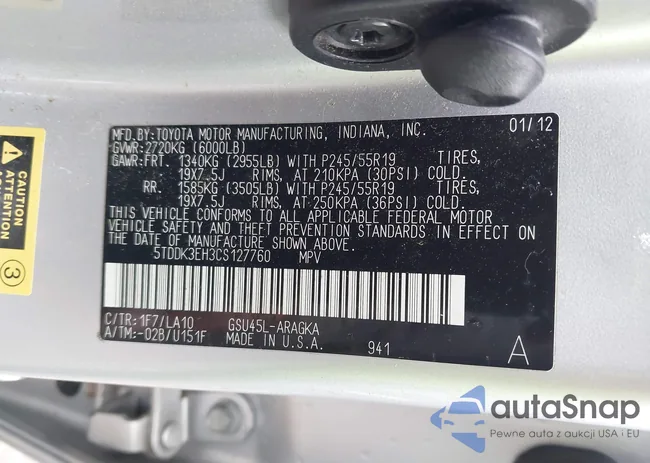 MFD. BY: TOYOTA MOTOR MANUFACTURING, INDIANA, INC. 01/12
GVWR: 2720KG (6000LB)
GAWR: FRT. 1340KG (2955LB) WITH P245/55R19 TIRES,
19X7.5J RIMS, AT 210KPA (30PSI) COLD.
RR. 1585KG (3505LB) WITH P245/55R19 TIRES,
19X7.5J RIMS, AT 250KPA (36PSI) COLD.
THIS VEHICLE CONFORMS TO ALL APPLICABLE FEDERAL MOTOR
VEHICLE SAFETY AND THEFT PREVENTION STANDARDS IN EFFECT ON
THE DATE OF MANUFACTURE SHOWN ABOVE.
5TDDK3EH3CS127760 MPV
C/TR: 1F7/LA10 GSU45L-ARAGKA
A/TM: -02B/U151F MADE IN U.S.A. 941 A
3
autaSnap
Pewne auta z aukcji USA i EU